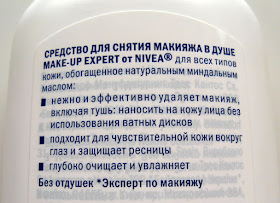 СРЕДСТВО ДЛЯ СНЯТИЯ МАКИЯЖА В ДУШЕ
MAKE-UP EXPERT от NIVEA® для всех типов
кожи, обогащенное натуральным миндальным
маслом:
■ нежно и эффективно удаляет макияж,
включая тушь: наносить на кожу лица без
использования ватных дисков
■ подходит для чувствительной кожи вокруг
глаз и защищает ресницы
■ глубоко очищает и увлажняет
Без отдушек *Эксперт по макияжу